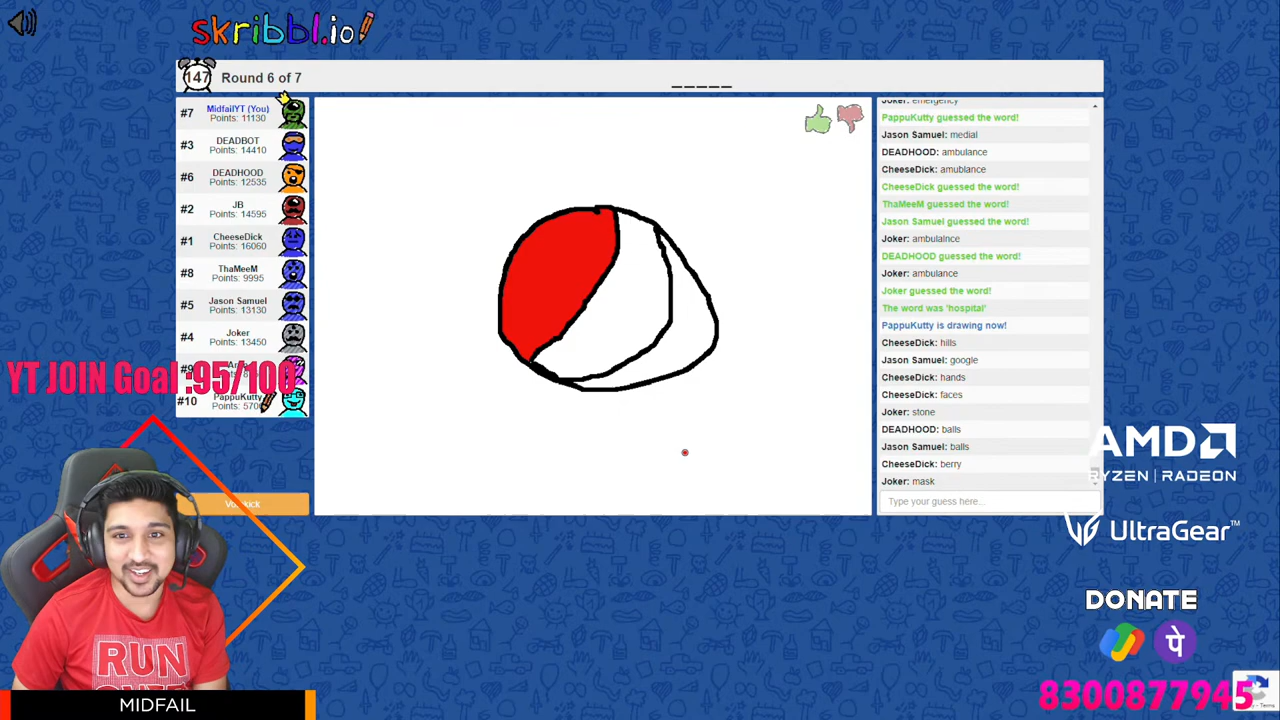 skribbl.io
147
Round 6 of 7
_ _ _ _ _
#7
MidfailYT (You)
Points: 11130
#3
DEADBOT
Points: 14410
#6
DEADHOOD
Points: 12535
#2
JB
Points: 14595
#1
CheeseDick
Points: 16060
#8
ThaMeeM
Points: 9995
#5
Jason Samuel
Points: 13130
#4
Joker
Points: 13450
YT JOIN Goal :95/100
#10
PappuKutty
Joker: emergency
PappuKutty guessed the word!
Jason Samuel: medial
DEADHOOD: ambulance
CheeseDick: amublance
CheeseDick guessed the word!
ThaMeeM guessed the word!
Jason Samuel guessed the word!
Joker: ambulalnce
DEADHOOD guessed the word!
Joker: ambulance
Joker guessed the word!
The word was 'hospital'
PappuKutty is drawing now!
CheeseDick: hills
Jason Samuel: google
CheeseDick: hands
CheeseDick: faces
Joker: stone
DEADHOOD: balls
Jason Samuel: balls
CheeseDick: berry
Joker: mask
Type your guess here...
AMD
RYZEN | RADEON
UltraGear™
DONATE
पे
8300877945
RUN
MIDFAIL